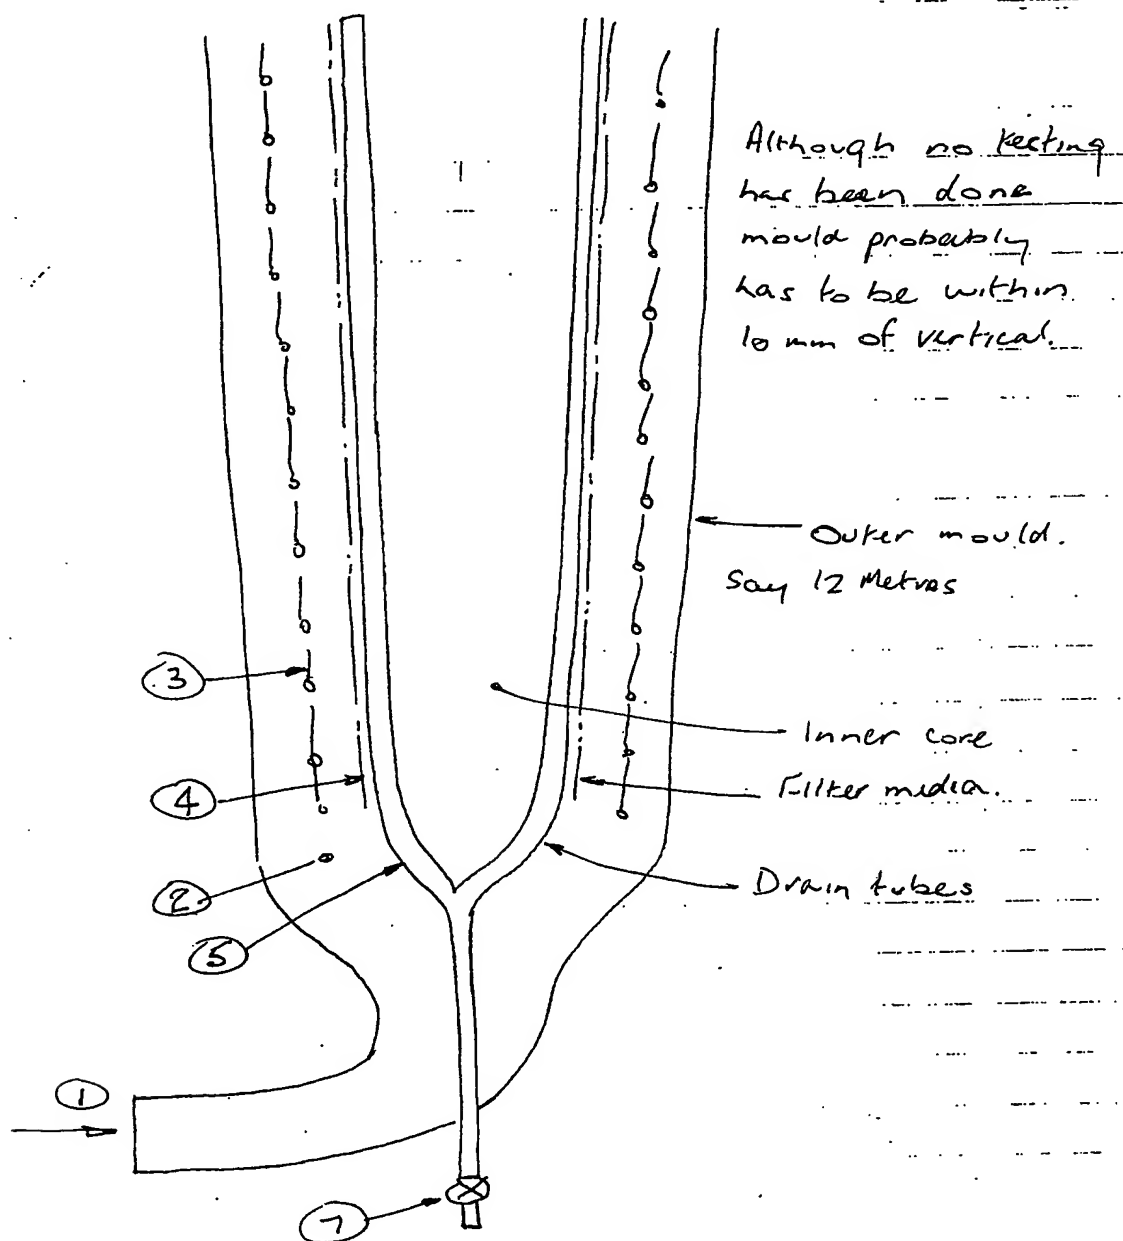 Although no testing
has been done
mould probably
has to be within
10 mm of vertical.
Outer mould.
Say 12 Metres
3
Inner core
4
Filter media.
2
Drain tubes
5
1
7